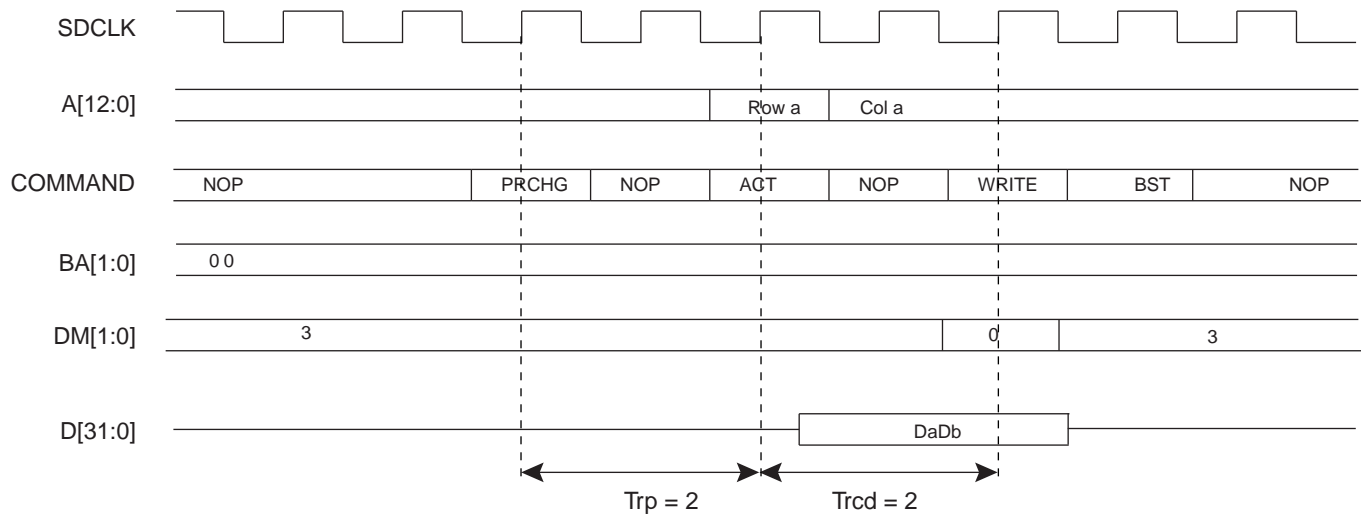 SDCLK
A[12:0] Row a Col a
COMMAND NOP PRCHG NOP ACT NOP WRITE BST NOP
BA[1:0] 0 0
DM[1:0] 3 0 3
D[31:0] DaDb
Trp = 2 Trcd = 2